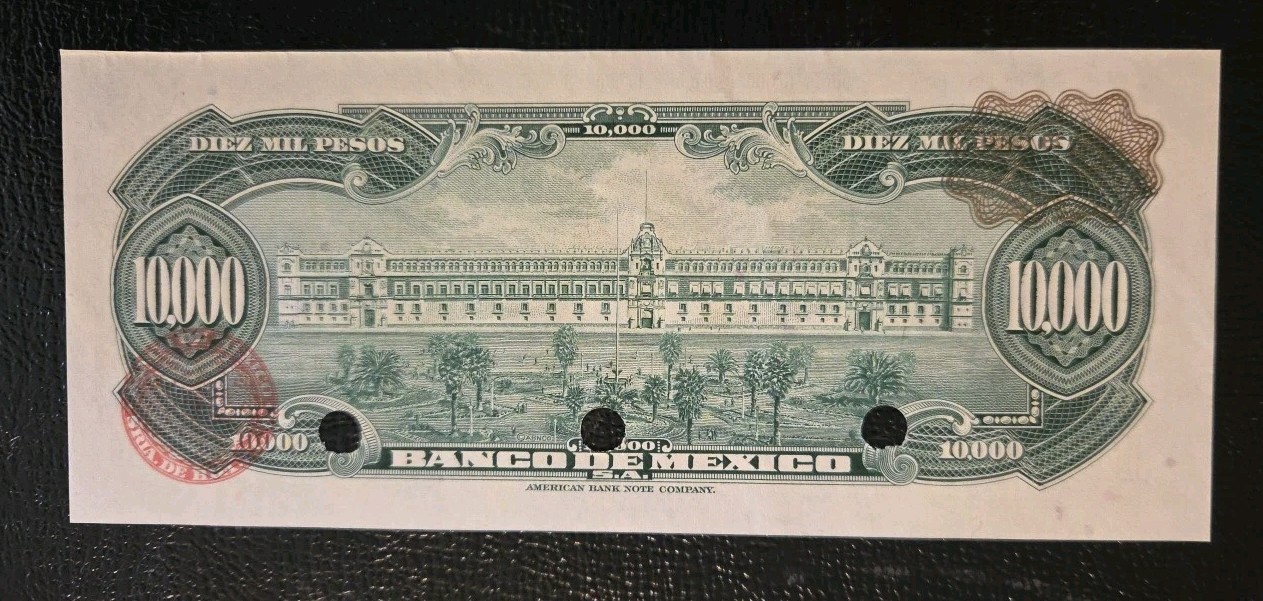 10,000
DIEZ MIL PESOS
DIEZ MIL PESOS
10,000
10,000
10,000
10,000
BANCO DE MEXICO
S.A.
AMERICAN BANK NOTE COMPANY.